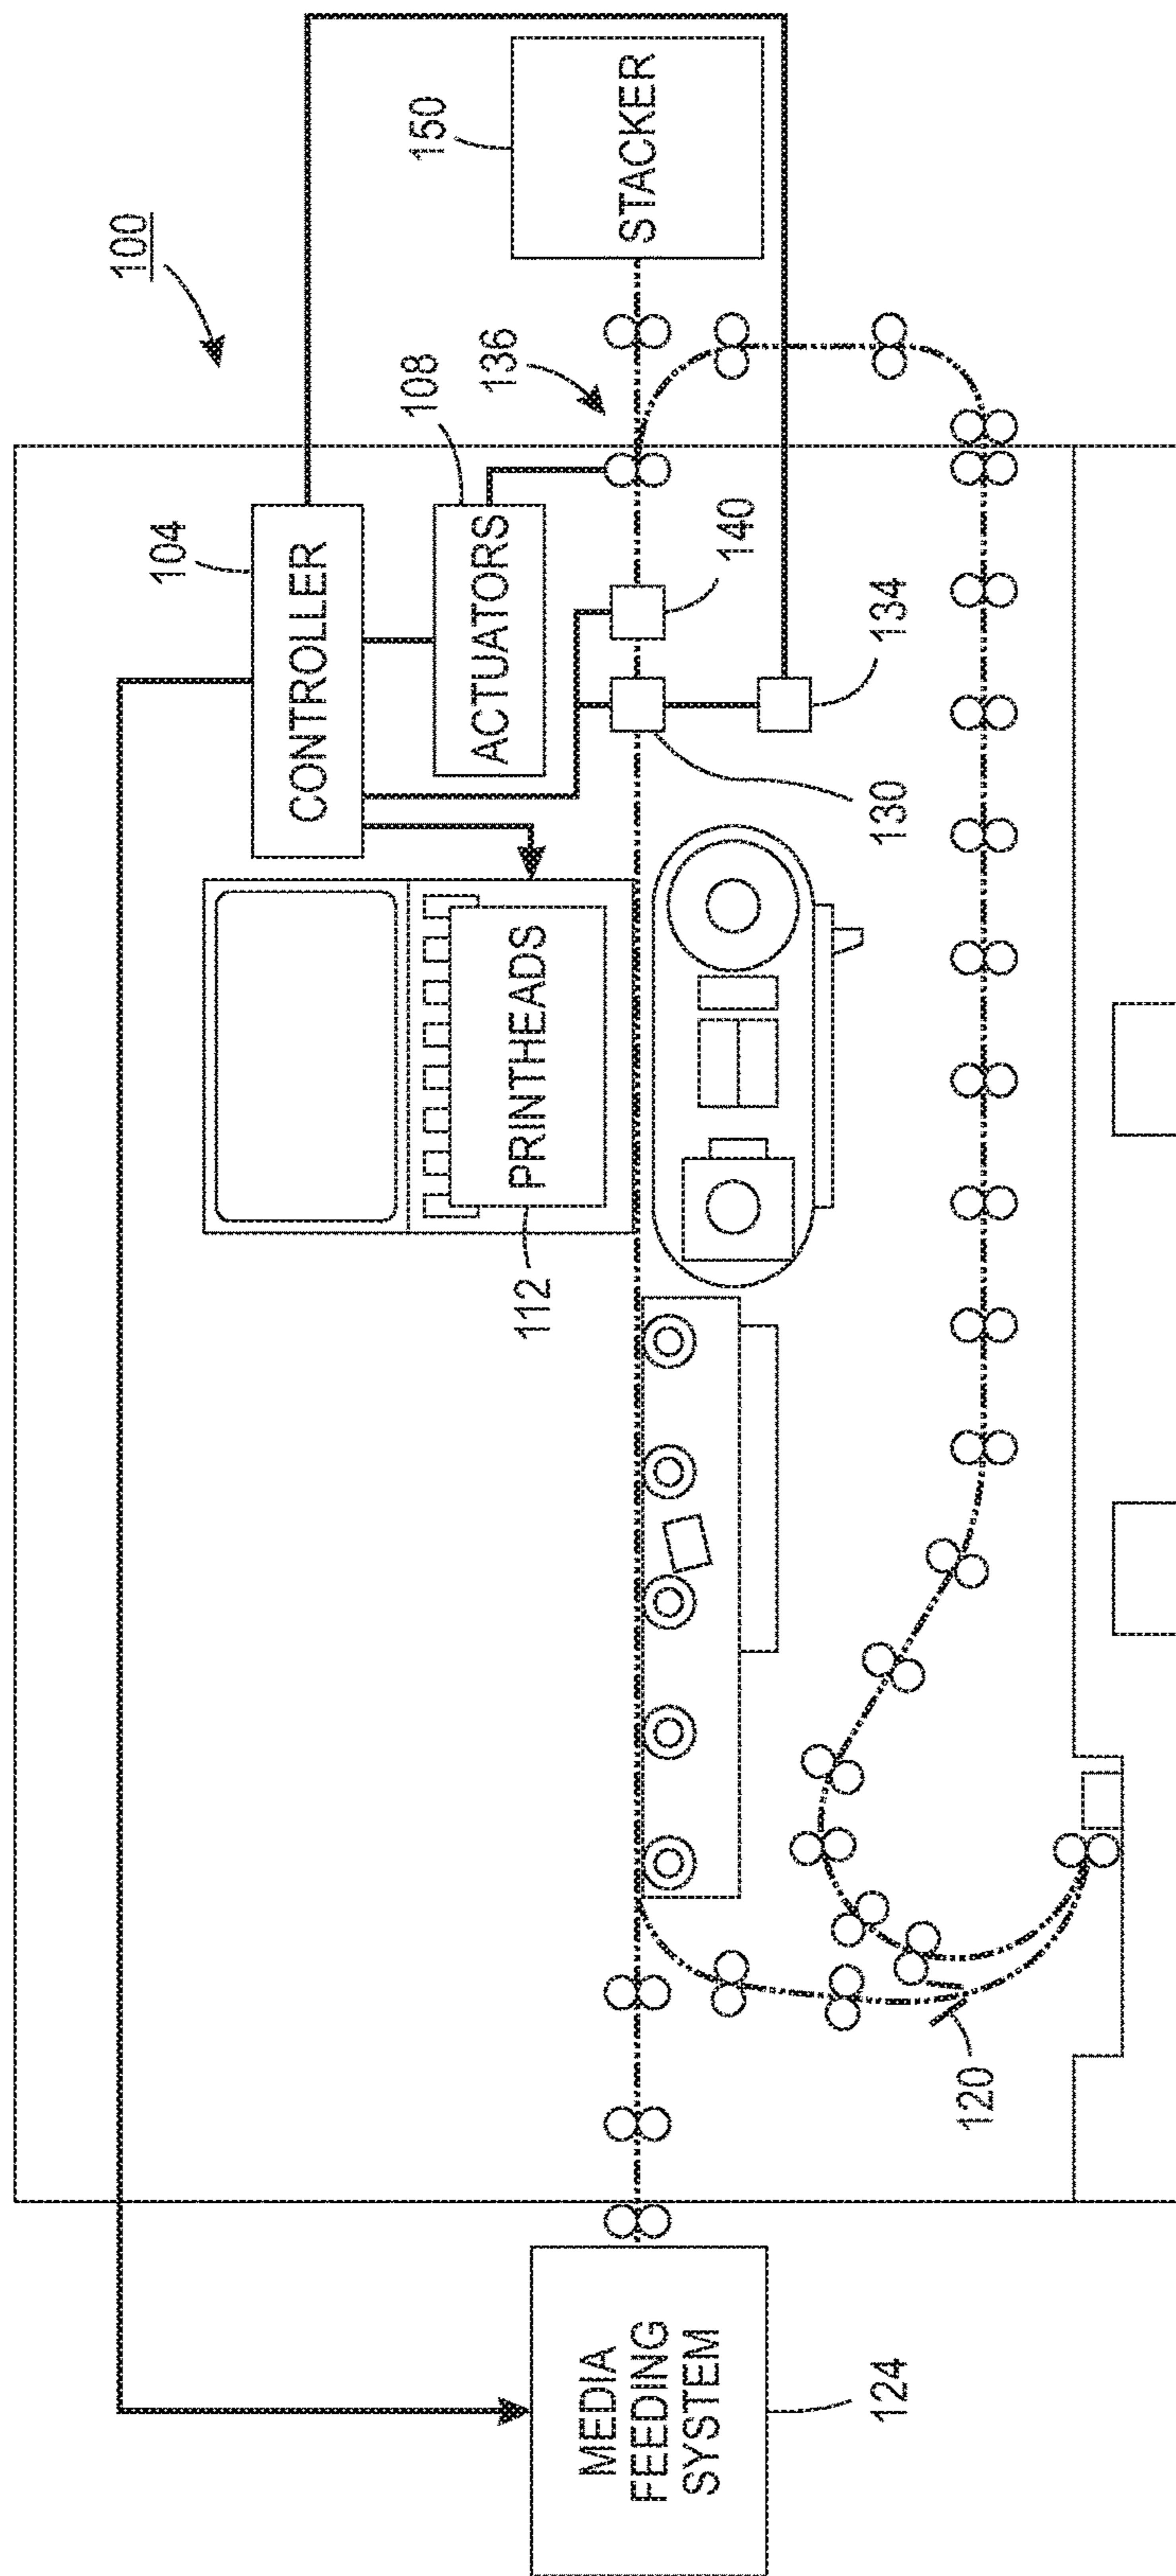 100
104
CONTROLLER
108
ACTUATORS
136
150
STACKER
140
134
130
PRINTHEADS
112
120
MEDIA
FEEDING
SYSTEM
124